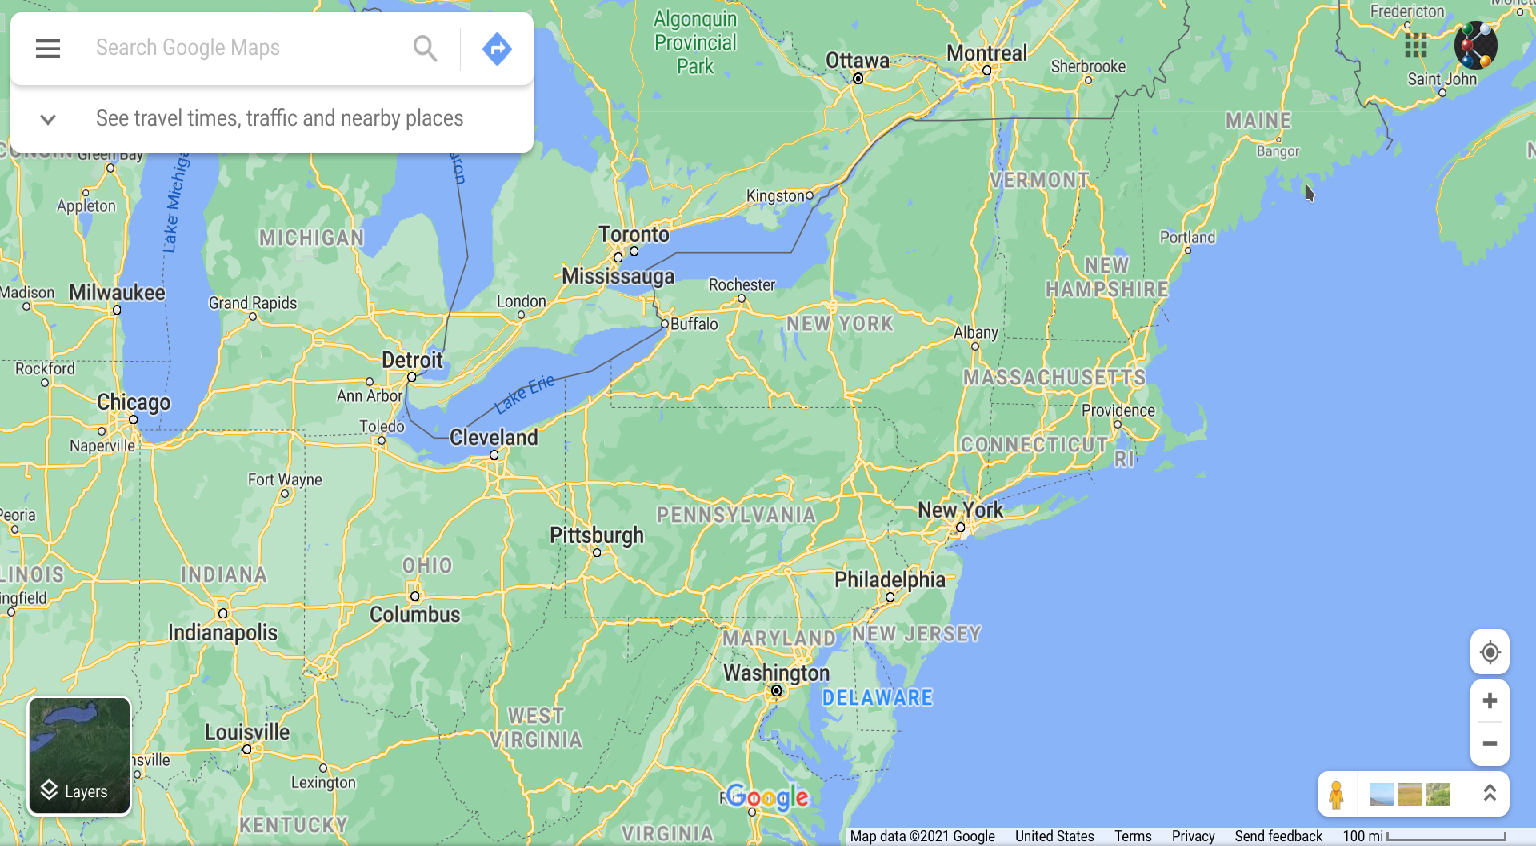 Search Google Maps
See travel times, traffic and nearby places
Algonquin
Provincial
Park
Ottawa
Montreal
Sherbrooke
Fredericton
Saint John
MAINE
Bangor
Green Bay
Appleton
Lake Michiga
VERMONT
Kingston
MICHIGAN
Toronto
Mississauga
Portland
NEW
HAMPSHIRE
Madison
Milwaukee
Grand Rapids
London
Rochester
Buffalo
NEW YORK
Albany
Rockford
Detroit
Ann Arbor
Lake Erie
MASSACHUSETTS
Chicago
Naperville
Toledo
Cleveland
Providence
CONNECTICUT
RI
Fort Wayne
Peoria
New York
PENNSYLVANIA
Pittsburgh
LINOIS
INDIANA
OHIO
Philadelphia
ingfield
Columbus
Indianapolis
MARYLAND
NEW JERSEY
Washington
DELAWARE
WEST
VIRGINIA
Louisville
nsville
Lexington
Layers
Google
KENTUCKY
VIRGINIA
Map data ©2021 Google United States Terms Privacy Send feedback 100 mi